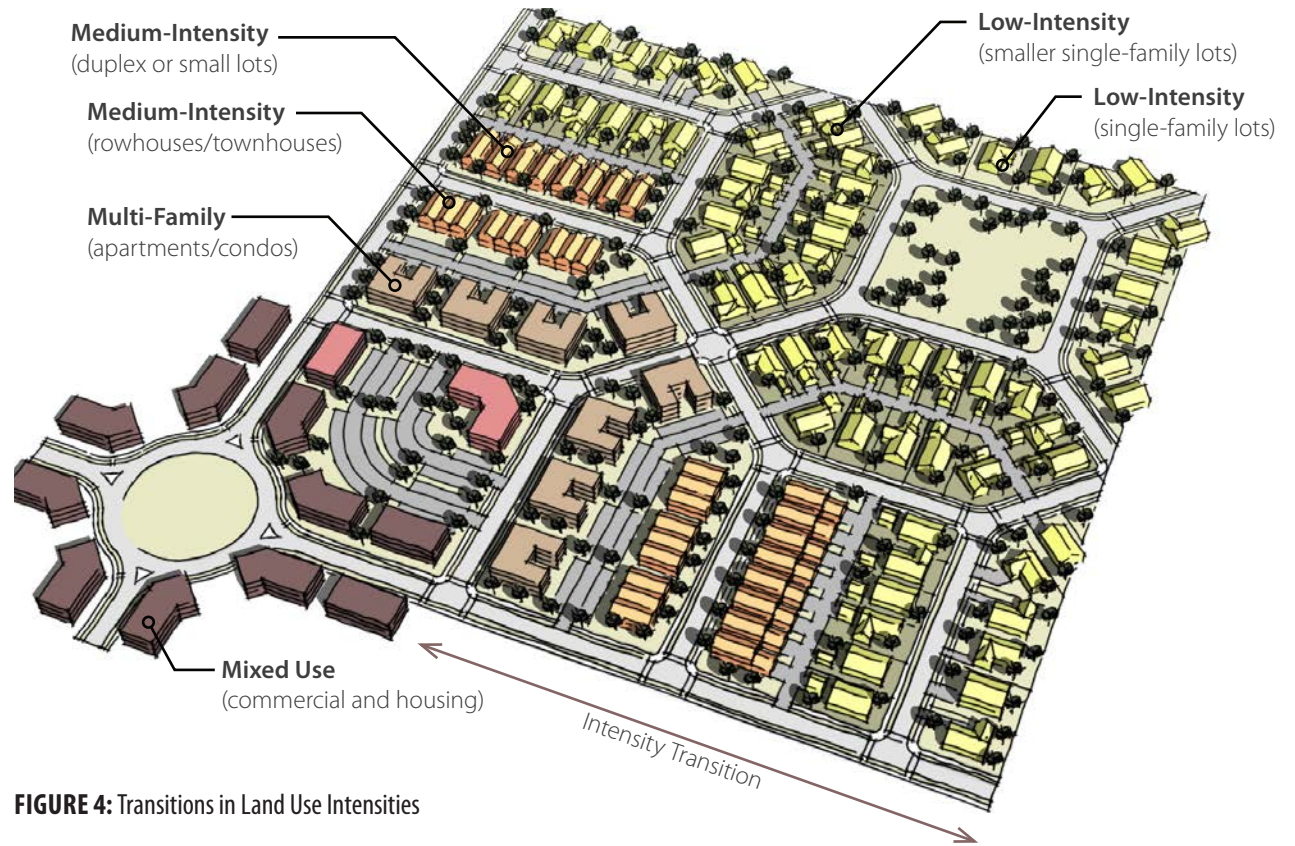 Medium-Intensity
(duplex or small lots)
Medium-Intensity
(rowhouses/townhouses)
Multi-Family
(apartments/condos)
Low-Intensity
(smaller single-family lots)
Low-Intensity
(single-family lots)
Mixed Use
(commercial and housing)
Intensity Transition
FIGURE 4: Transitions in Land Use Intensities